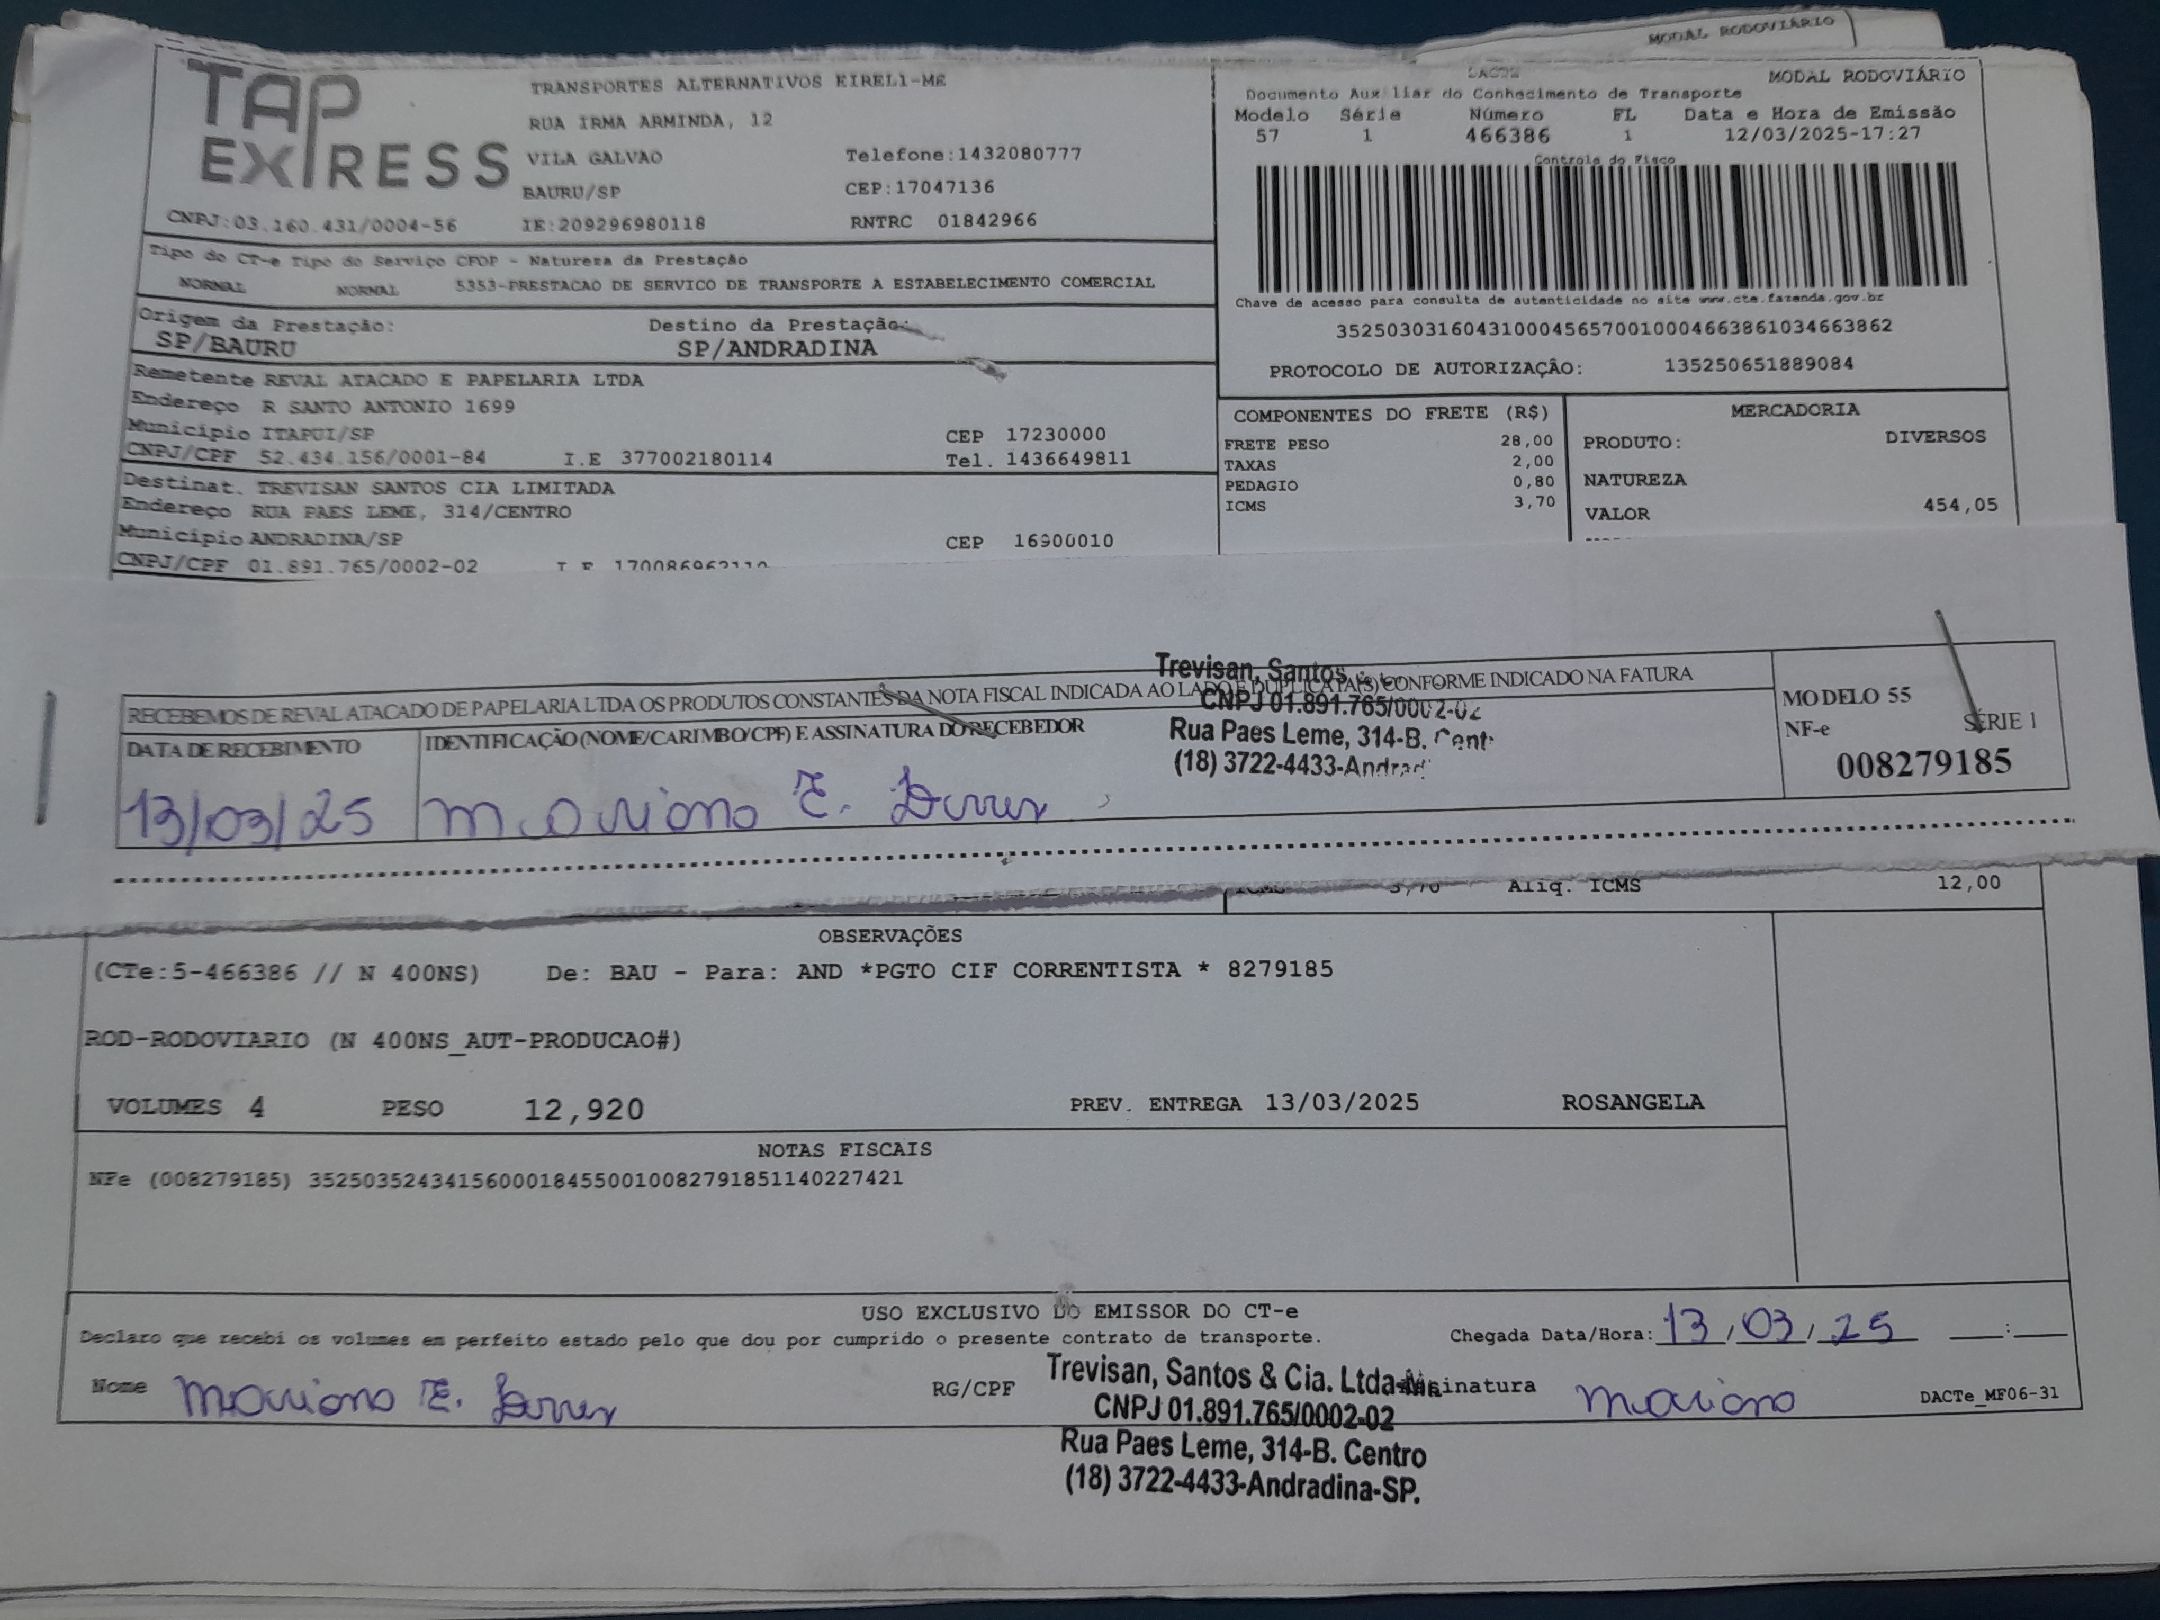 MODAL RODOVIÁRIO
TAP EXPRESS
TRANSPORTES ALTERNATIVOS EIRELI-ME
RUA IRMA ARMINDA, 12
VILA GALVAO Telefone:1432080777
BAURU/SP CEP:17047136
CNPJ:03.160.431/0004-56 IE:209296980118 RNTRC 01842966
DACTE MODAL RODOVIÁRIO
Documento Auxiliar do Conhecimento de Transporte
Modelo Série Número FL Data e Hora de Emissão
57 1 466386 1 12/03/2025-17:27
Controle do Fisco
Chave de acesso para consulta de autenticidade no site www.cte.fazenda.gov.br
35250303160431000456570010004663861034663862
PROTOCOLO DE AUTORIZAÇÂO: 135250651889084
Tipo do CT-e Tipo do Serviço CFOP - Natureza da Prestação
NORMAL NORMAL 5353-PRESTACAO DE SERVICO DE TRANSPORTE A ESTABELECIMENTO COMERCIAL
Origem da Prestação: Destino da Prestação:
SP/BAURU SP/ANDRADINA
Remetente REVAL ATACADO E PAPELARIA LTDA
Endereço R SANTO ANTONIO 1699
Município ITAPUI/SP CEP 17230000
CNPJ/CPF 52.434.156/0001-84 I.E 377002180114 Tel. 1436649811
Destinat. TREVISAN SANTOS CIA LIMITADA
Endereço RUA PAES LEME, 314/CENTRO
Município ANDRADINA/SP CEP 16900010
CNPJ/CPF 01.891.765/0002-02 I.E 170086962110
COMPONENTES DO FRETE (R$)
FRETE PESO 28,00
TAXAS 2,00
PEDAGIO 0,80
ICMS 3,70
MERCADORIA
PRODUTO: DIVERSOS
NATUREZA
VALOR 454,05
RECEBEMOS DE REVAL ATACADO DE PAPELARIA LTDA OS PRODUTOS CONSTANTES DA NOTA FISCAL INDICADA AO LADO E DUPLICATA(S) CONFORME INDICADO NA FATURA
DATA DE RECEBIMENTO IDENTIFICAÇÃO (NOME/CARIMBO/CPF) E ASSINATURA DO RECEBEDOR
13/03/25 Mariana E.
Trevisan, Santos
CNPJ 01.891.765/0002-02
Rua Paes Leme, 314-B. Cent
(18) 3722-4433-Andrad
MODELO 55
NF-e SÉRIE 1
008279185
ICMS 3,70 Aliq. ICMS 12,00
OBSERVAÇÕES
(CTe:5-466386 // N 400NS) De: BAU - Para: AND *PGTO CIF CORRENTISTA * 8279185
ROD-RODOVIARIO (N 400NS_AUT-PRODUCAO#)
VOLUMES 4 PESO 12,920 PREV. ENTREGA 13/03/2025 ROSANGELA
NOTAS FISCAIS
NFe (008279185) 35250352434156000184550010082791851140227421
USO EXCLUSIVO DO EMISSOR DO CT-e
Declaro que recebi os volumes em perfeito estado pelo que dou por cumprido o presente contrato de transporte. Chegada Data/Hora: 13/03/25 __:__
Nome Mariana E. RG/CPF Assinatura Mariana DACTe_MF06-31
Trevisan, Santos & Cia. Ltda-Me
CNPJ 01.891.765/0002-02
Rua Paes Leme, 314-B. Centro
(18) 3722-4433-Andradina-SP.